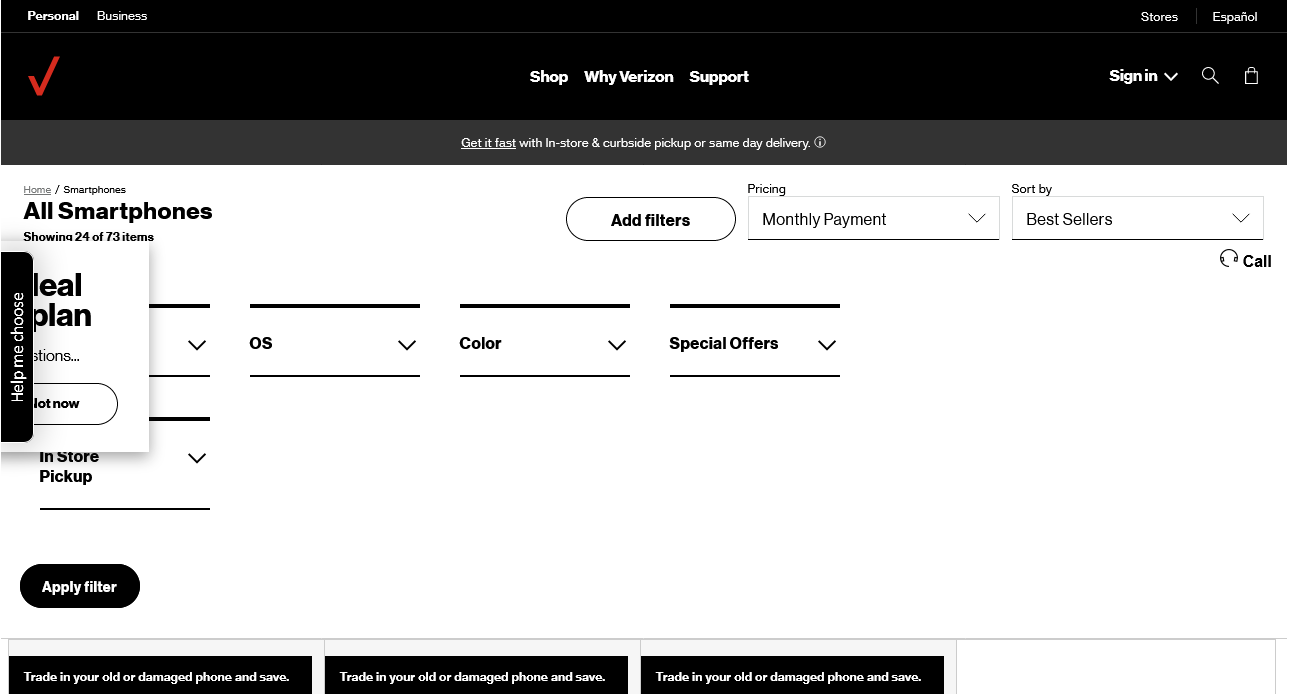 Personal Business
Stores Español
Shop Why Verizon Support
Sign in
Get it fast with In-store & curbside pickup or same day delivery.
Home / Smartphones
All Smartphones
Showing 24 of 73 items
Add filters
Pricing
Monthly Payment
Sort by
Best Sellers
Call
plan
Help me choose
now
OS
Color
Special Offers
In Store
Pickup
Apply filter
Trade in your old or damaged phone and save.
Trade in your old or damaged phone and save.
Trade in your old or damaged phone and save.